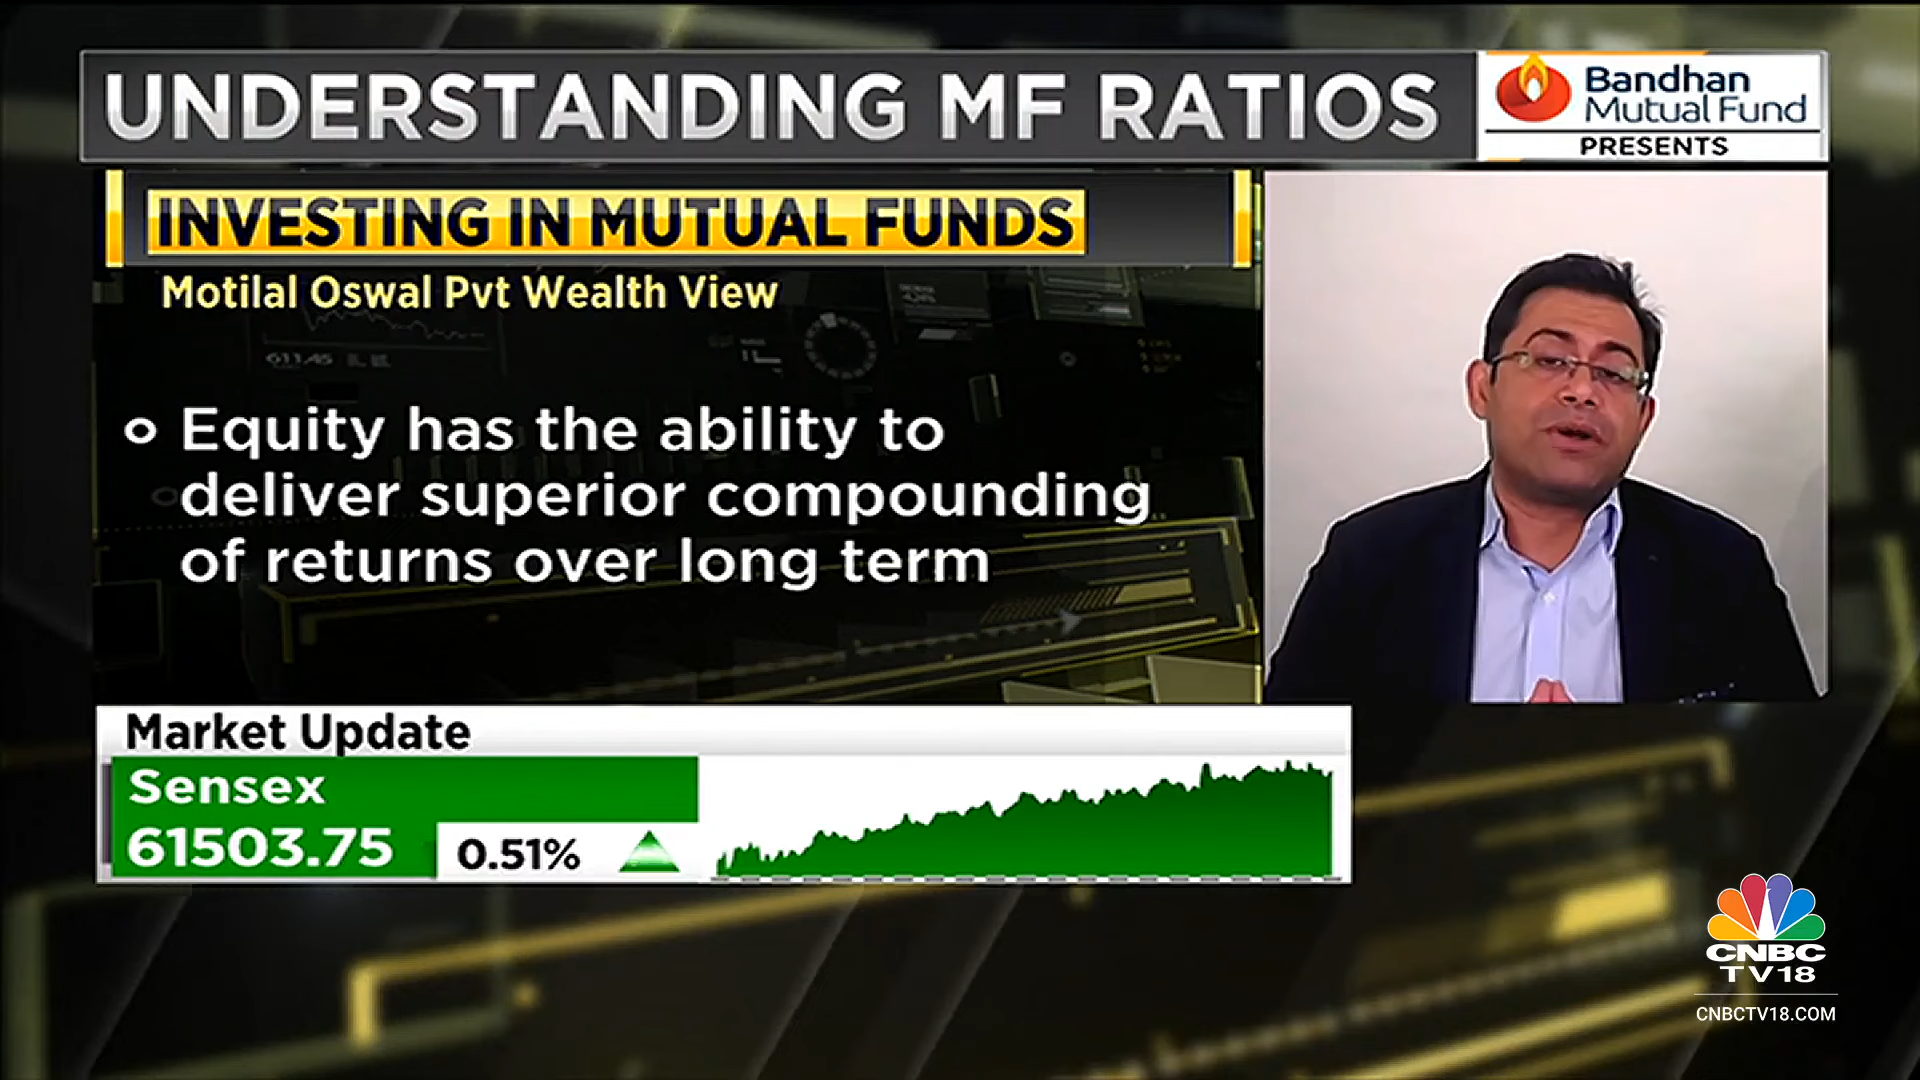 UNDERSTANDING MF RATIOS
Bandhan
Mutual Fund
PRESENTS
INVESTING IN MUTUAL FUNDS
Motilal Oswal Pvt Wealth View
611.45
Equity has the ability to
deliver superior compounding
of returns over long term
Market Update
Sensex
61503.75
0.51%
CNBC
TV18
CNBCTV18.COM